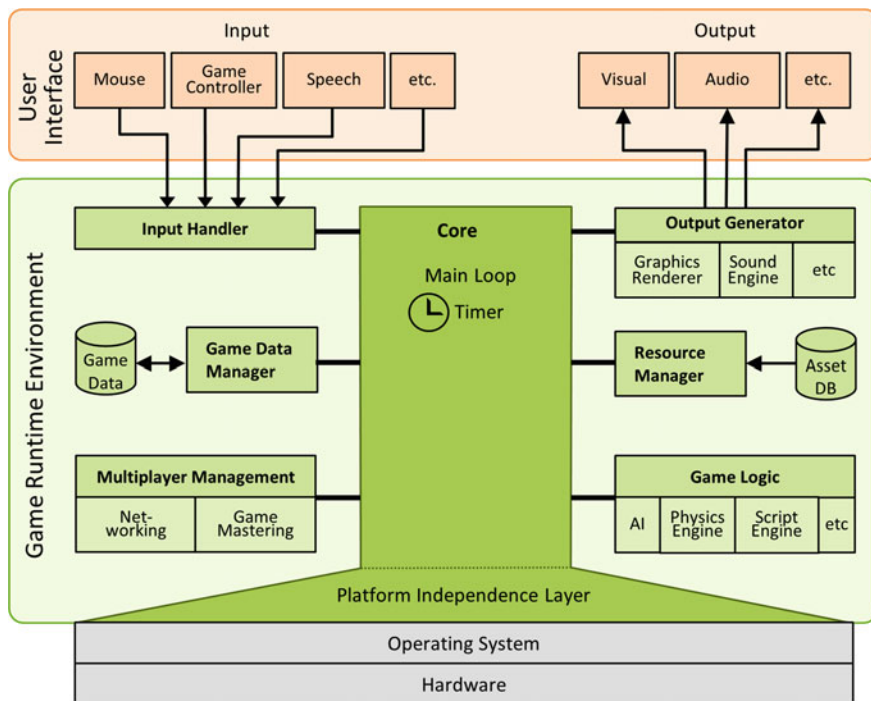 Input
Output
User
Interface
Mouse
Game
Controller
Speech
etc.
Visual
Audio
etc.
Game Runtime Environment
Input Handler
Core
Main Loop
Timer
Output Generator
Graphics
Renderer
Sound
Engine
etc
Game
Data
Game Data
Manager
Resource
Manager
Asset
DB
Multiplayer Management
Net-
working
Game
Mastering
Game Logic
AI
Physics
Engine
Script
Engine
etc
Platform Independence Layer
Operating System
Hardware